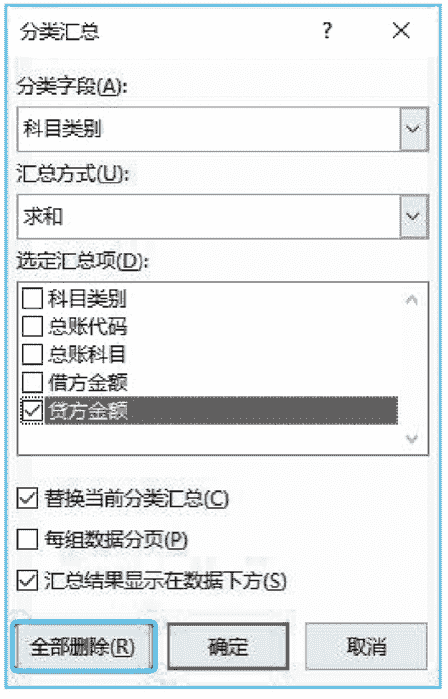 分类汇总 ? ×
分类字段(A):
科目类别
汇总方式(U):
求和
选定汇总项(D):
科目类别
总账代码
总账科目
借方金额
贷方金额
替换当前分类汇总(C)
每组数据分页(P)
汇总结果显示在数据下方(S)
全部删除(R) 确定 取消